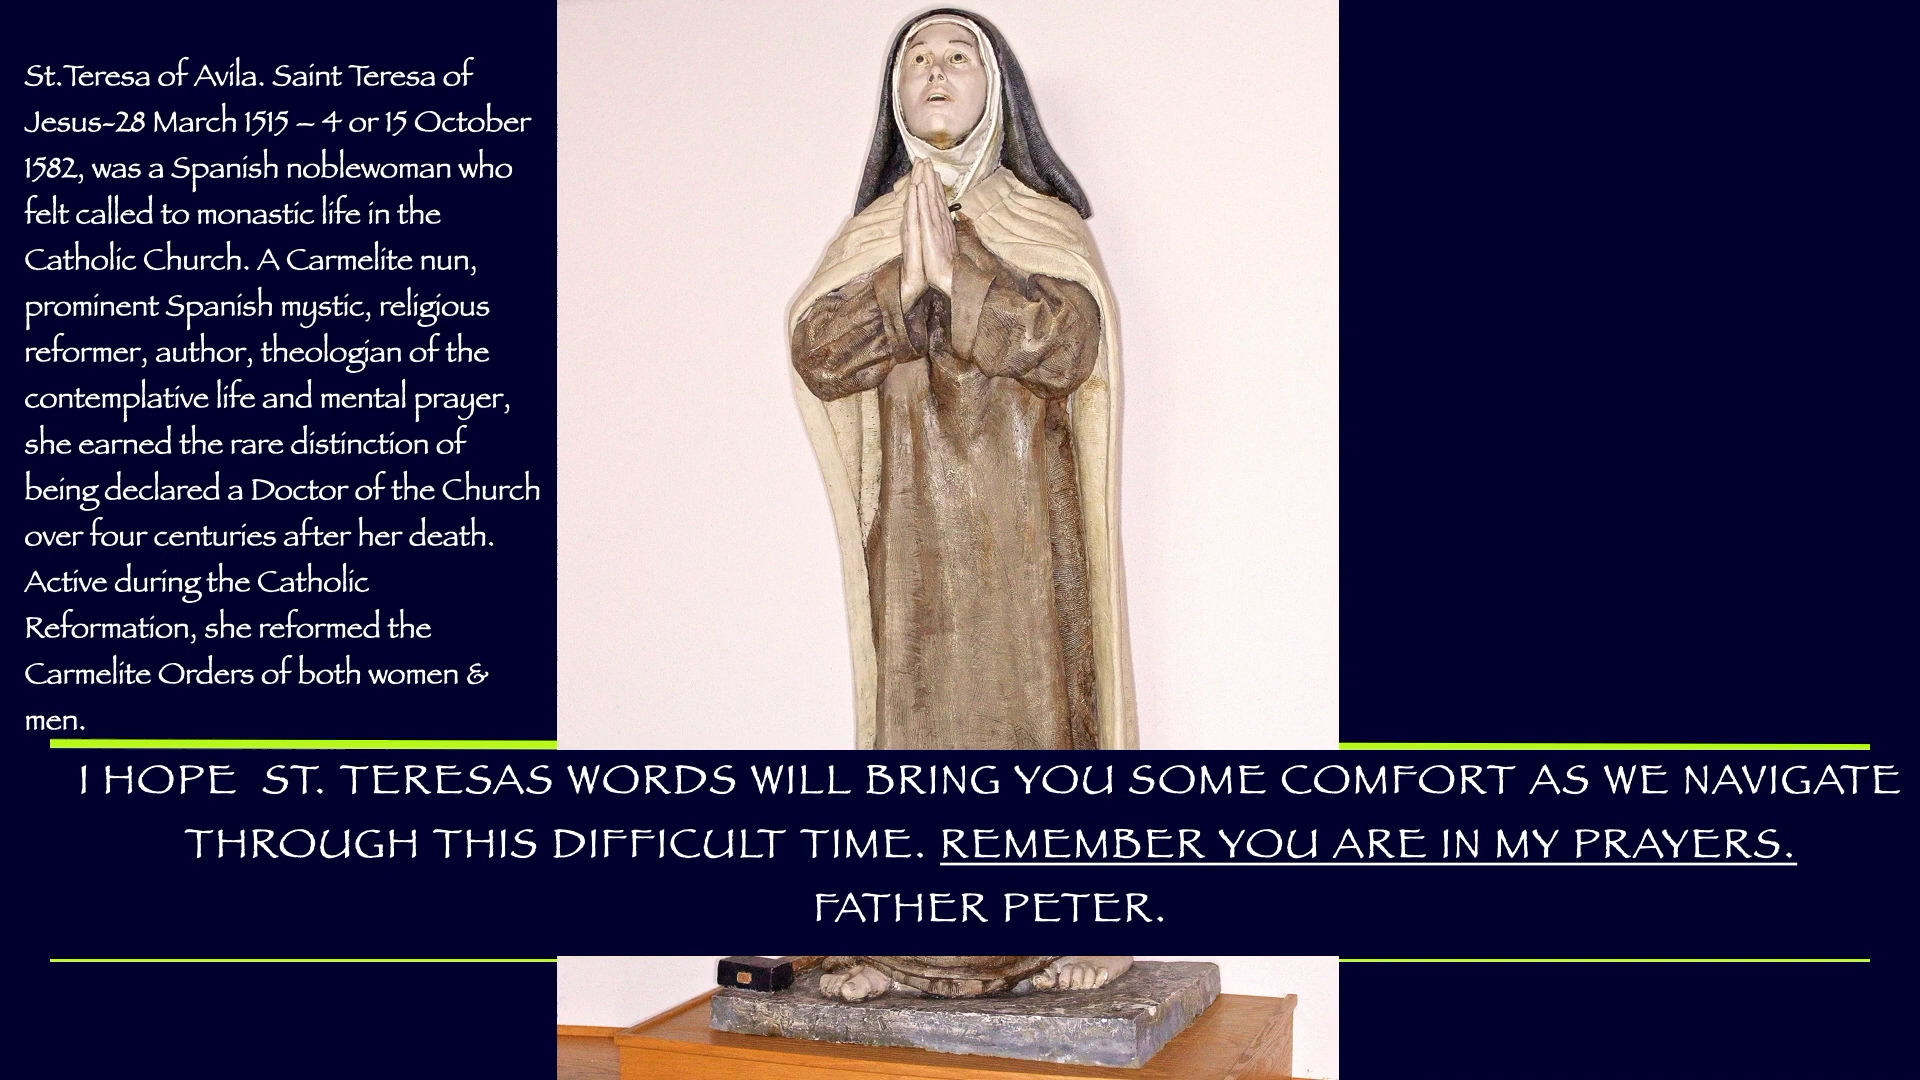 St.Teresa of Avila. Saint Teresa of
Jesus-28 March 1515 – 4 or 15 October
1582, was a Spanish noblewoman who
felt called to monastic life in the
Catholic Church. A Carmelite nun,
prominent Spanish mystic, religious
reformer, author, theologian of the
contemplative life and mental prayer,
she earned the rare distinction of
being declared a Doctor of the Church
over four centuries after her death.
Active during the Catholic
Reformation, she reformed the
Carmelite Orders of both women &
men.
I HOPE  ST. TERESAS WORDS WILL BRING YOU SOME COMFORT AS WE NAVIGATE
THROUGH THIS DIFFICULT TIME. REMEMBER YOU ARE IN MY PRAYERS.
FATHER PETER.